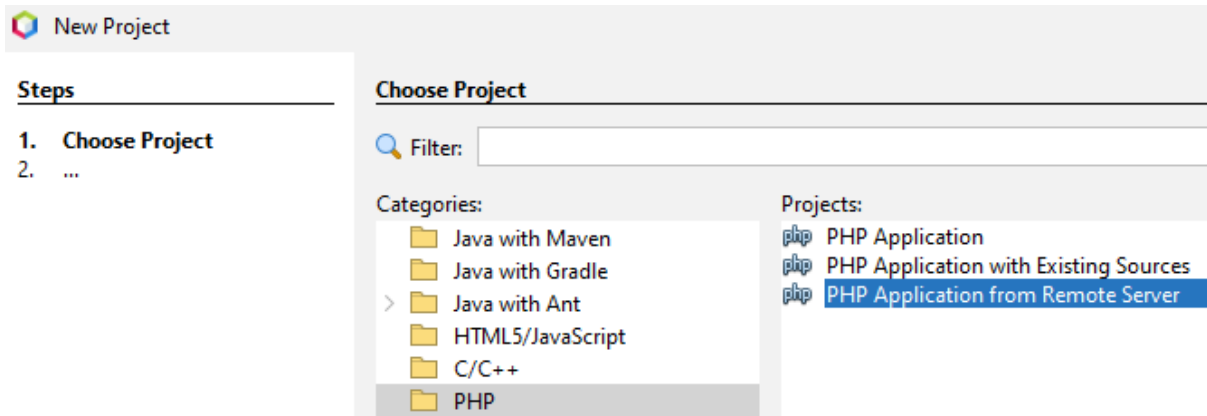 New Project
Steps
1. Choose Project
2. ...
Choose Project
Filter:
Categories:
Java with Maven
Java with Gradle
Java with Ant
HTML5/JavaScript
C/C++
PHP
Projects:
php PHP Application
php PHP Application with Existing Sources
php PHP Application from Remote Server